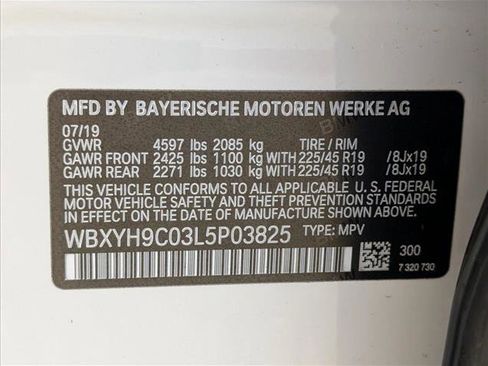 MFD BY BAYERISCHE MOTOREN WERKE AG
07/19
GVWR 4597 lbs 2085 kg TIRE / RIM
GAWR FRONT 2425 lbs 1100 kg WITH 225/45 R19 /8Jx19
GAWR REAR 2271 lbs 1030 kg WITH 225/45 R19 /8Jx19
THIS VEHICLE CONFORMS TO ALL APPLICABLE U. S. FEDERAL
MOTOR VEHICLE SAFETY AND THEFT PREVENTION STANDARDS
IN EFFECT ON THE DATE OF MANUFACTURE SHOWN ABOVE.
WBXYH9C03L5P03825 TYPE: MPV
300
7 320 730